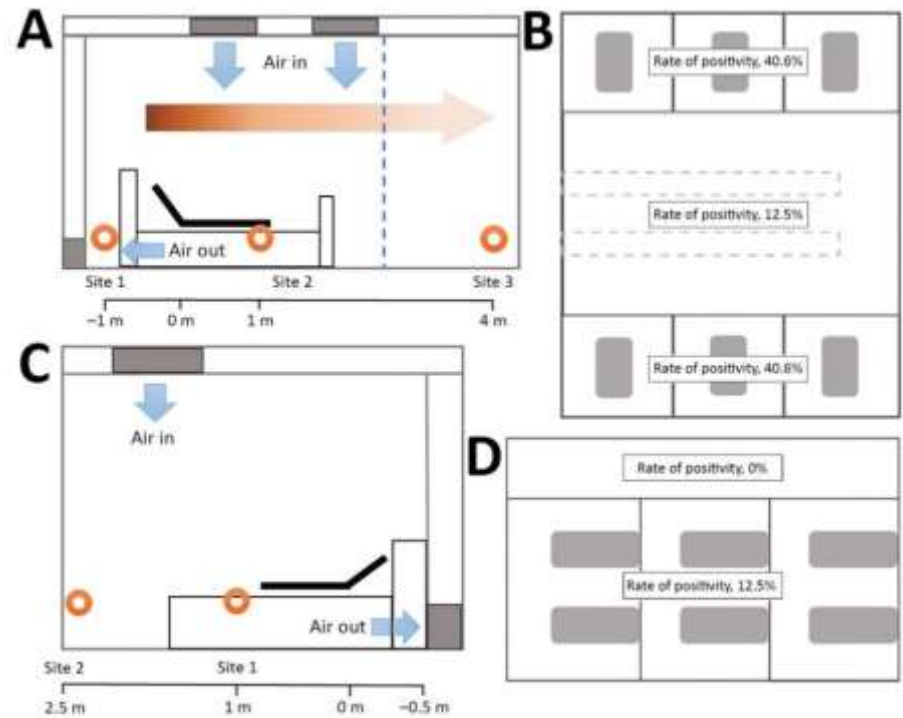 A
Air in
Air out
Site 1
Site 2
Site 3
−1 m
0 m
1 m
4 m
B
Rate of positivity, 40.6%
Rate of positivity, 12.5%
Rate of positivity, 40.8%
C
Air in
Air out
Site 2
Site 1
2.5 m
1 m
0 m
−0.5 m
D
Rate of positivity, 0%
Rate of positivity, 12.5%